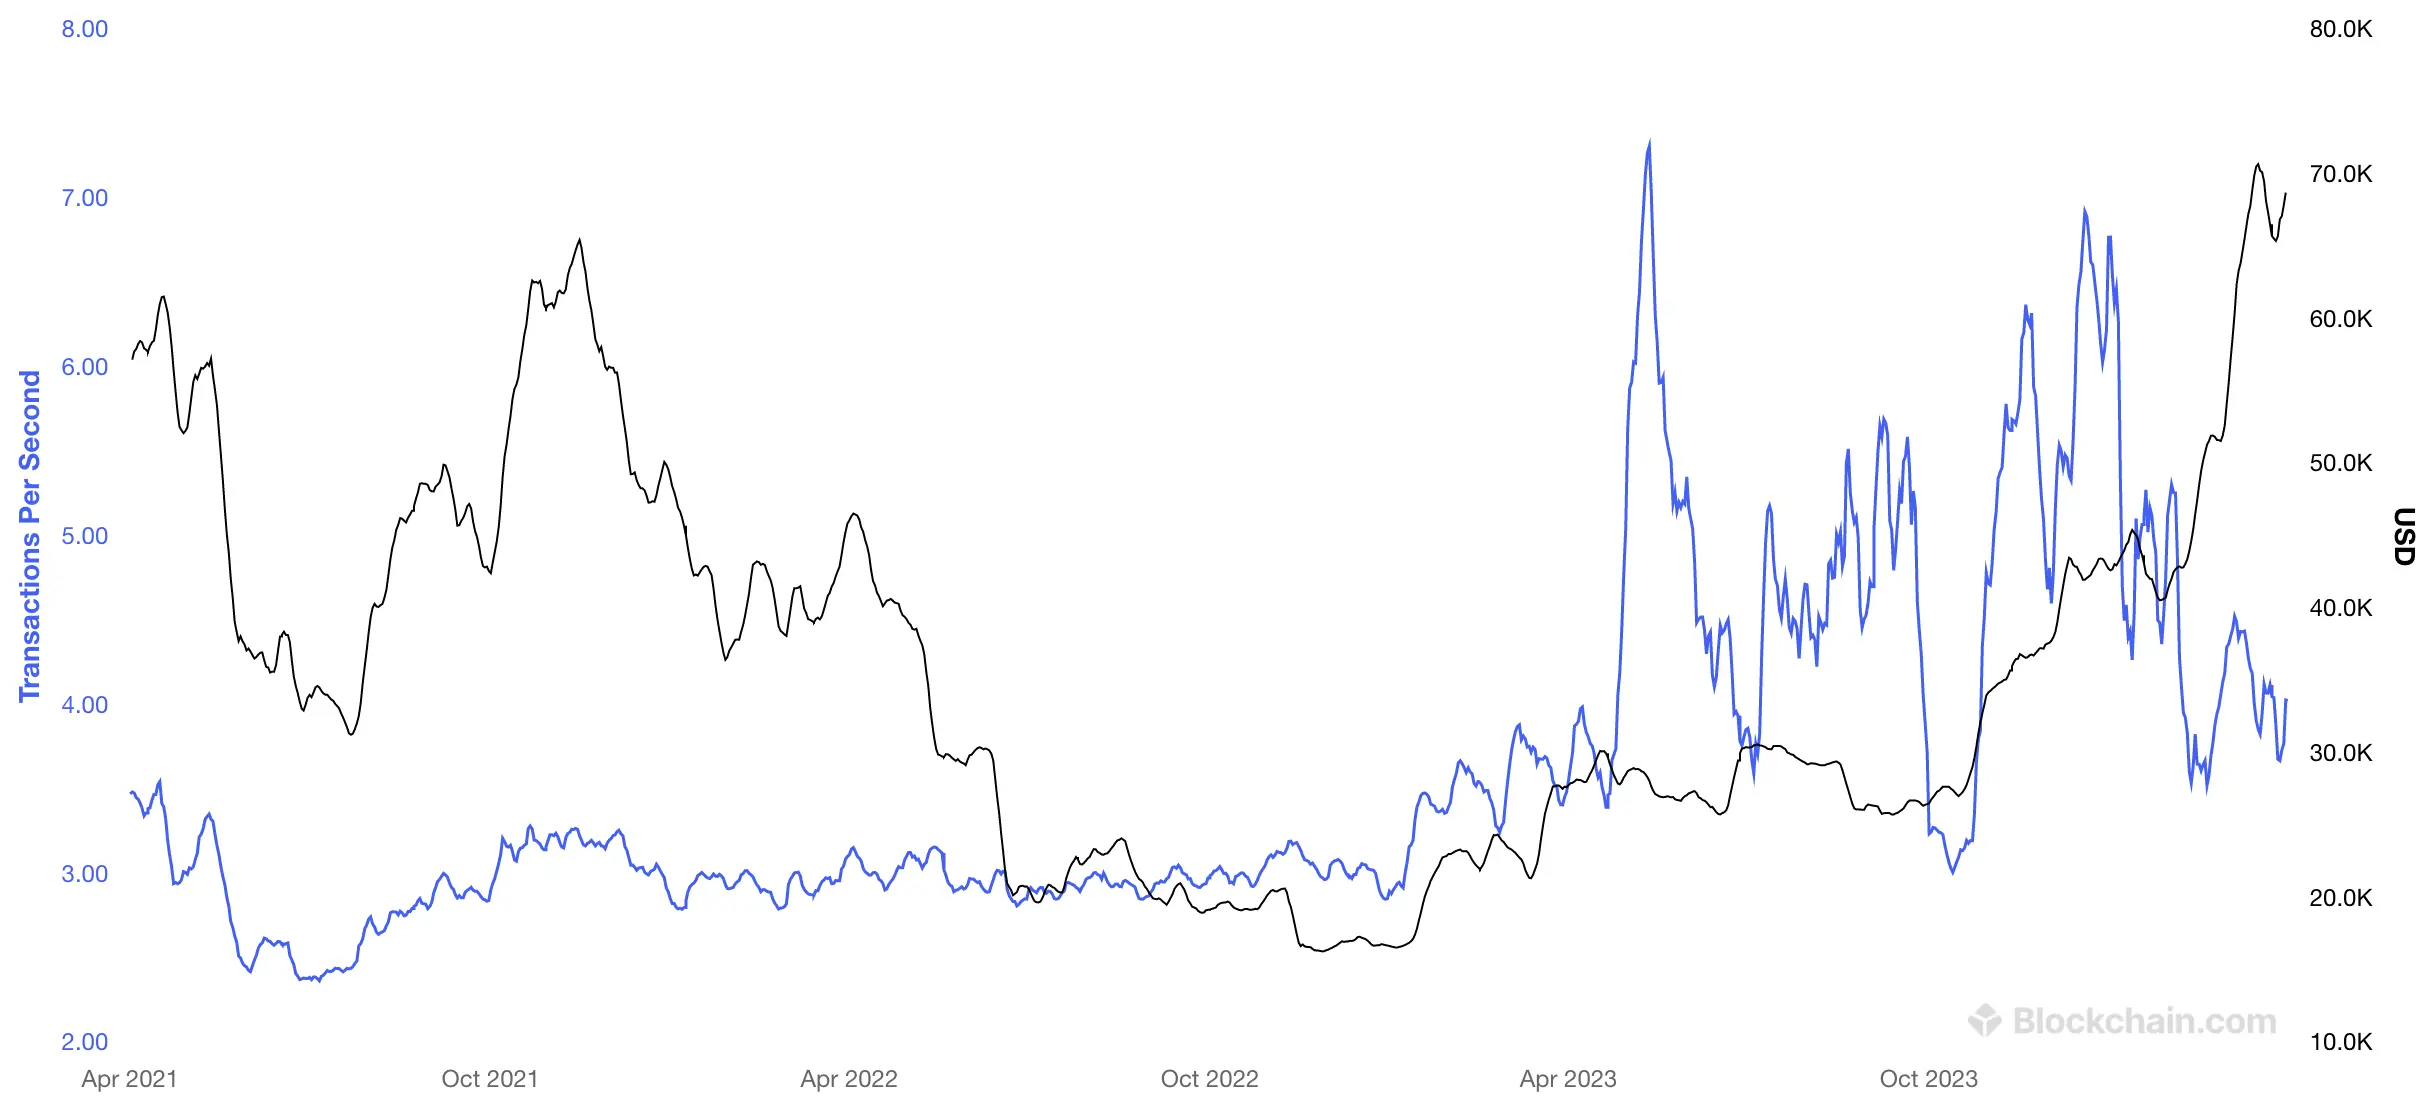 8.00
7.00
6.00
5.00
4.00
3.00
2.00
Transactions Per Second
80.0K
70.0K
60.0K
50.0K
40.0K
30.0K
20.0K
10.0K
USD
Blockchain.com
Apr 2021
Oct 2021
Apr 2022
Oct 2022
Apr 2023
Oct 2023